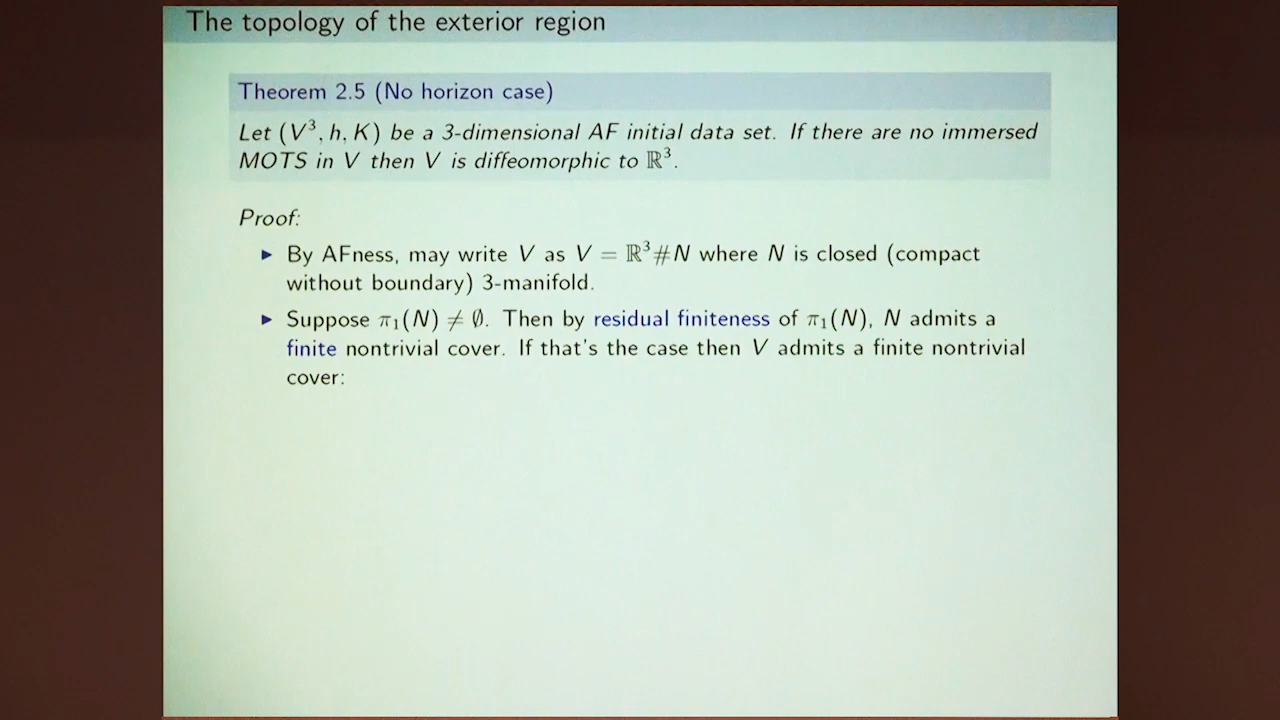 The topology of the exterior region
Theorem 2.5 (No horizon case)
Let (V³, h, K) be a 3-dimensional AF initial data set. If there are no immersed
MOTS in V then V is diffeomorphic to ℝ³.
Proof:
▶ By AFness, may write V as V = ℝ³#N where N is closed (compact
without boundary) 3-manifold.
▶ Suppose π₁(N) ≠ ∅. Then by residual finiteness of π₁(N), N admits a
finite nontrivial cover. If that's the case then V admits a finite nontrivial
cover: